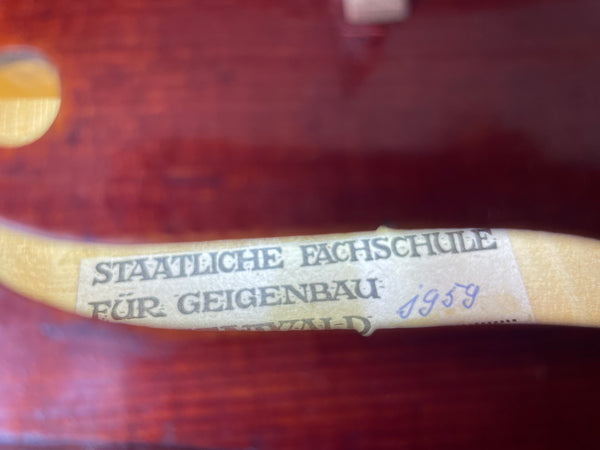 STAATLICHE FACHSCHULE
FÜR GEIGENBAU 1959